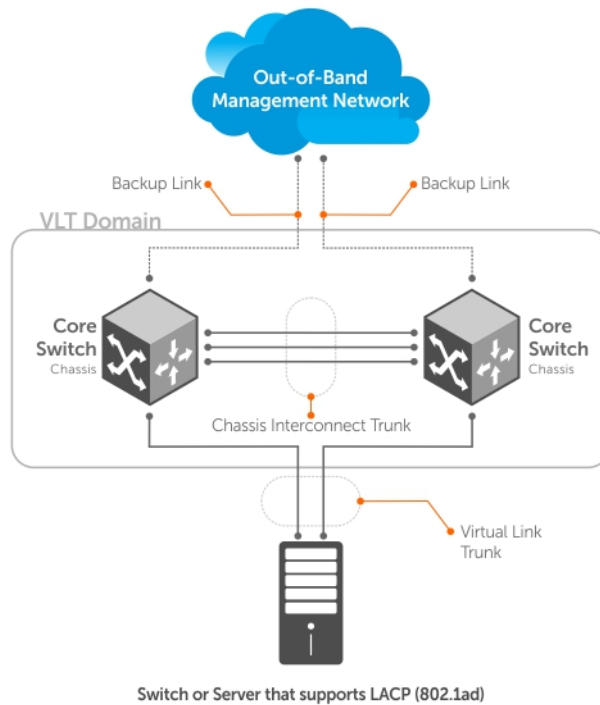 Out-of-Band
Management Network
Backup Link
Backup Link
VLT Domain
Core
Switch
Chassis
Core
Switch
Chassis
Chassis Interconnect Trunk
Virtual Link
Trunk
Switch or Server that supports LACP (802.1ad)